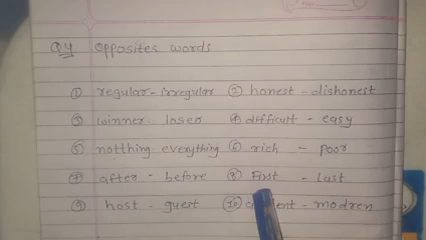 Q4 Opposites words
① regular - irregular ② honest - dishonest
③ winner - loser ④ difficult - easy
⑤ notthing everything ⑥ rich - poor
⑦ after - before ⑧ First - Last
⑨ host - guest ⑩ - modren